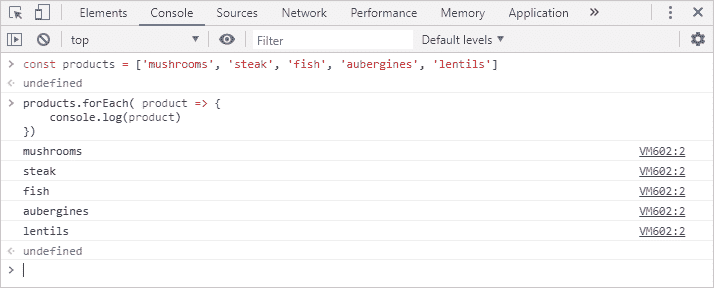 Elements Console Sources Network Performance Memory Application »
top ▼ Filter Default levels ▼
> const products = ['mushrooms', 'steak', 'fish', 'aubergines', 'lentils']
< undefined
> products.forEach( product => {
console.log(product)
})
mushrooms VM602:2
steak VM602:2
fish VM602:2
aubergines VM602:2
lentils VM602:2
< undefined
>